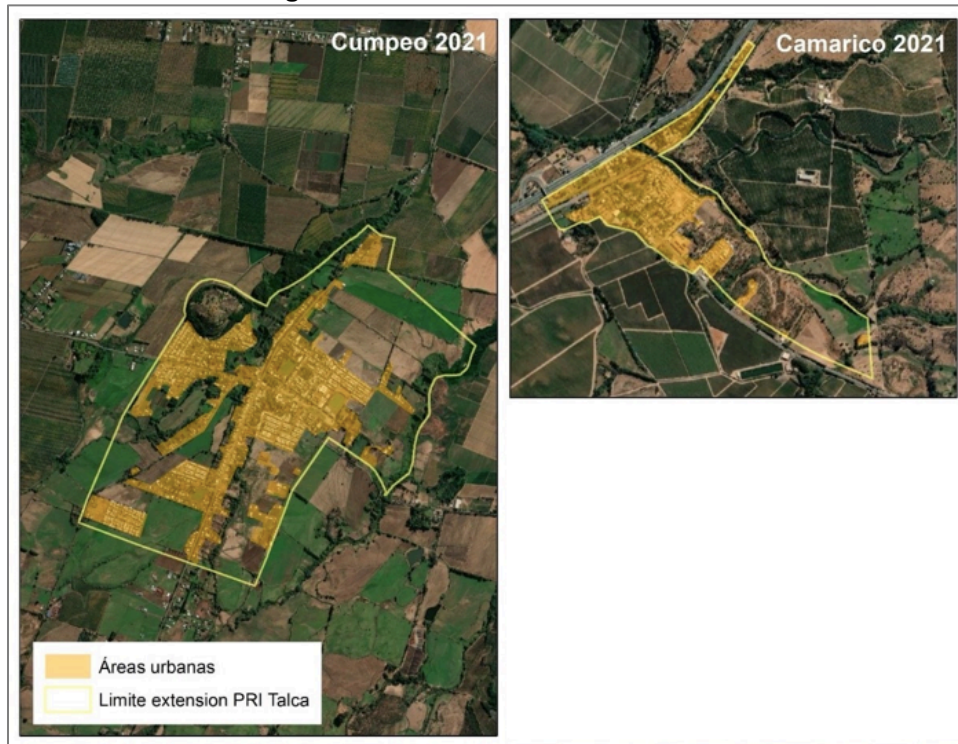 Cumpeo 2021
Camarico 2021
Áreas urbanas
Limite extension PRI Talca